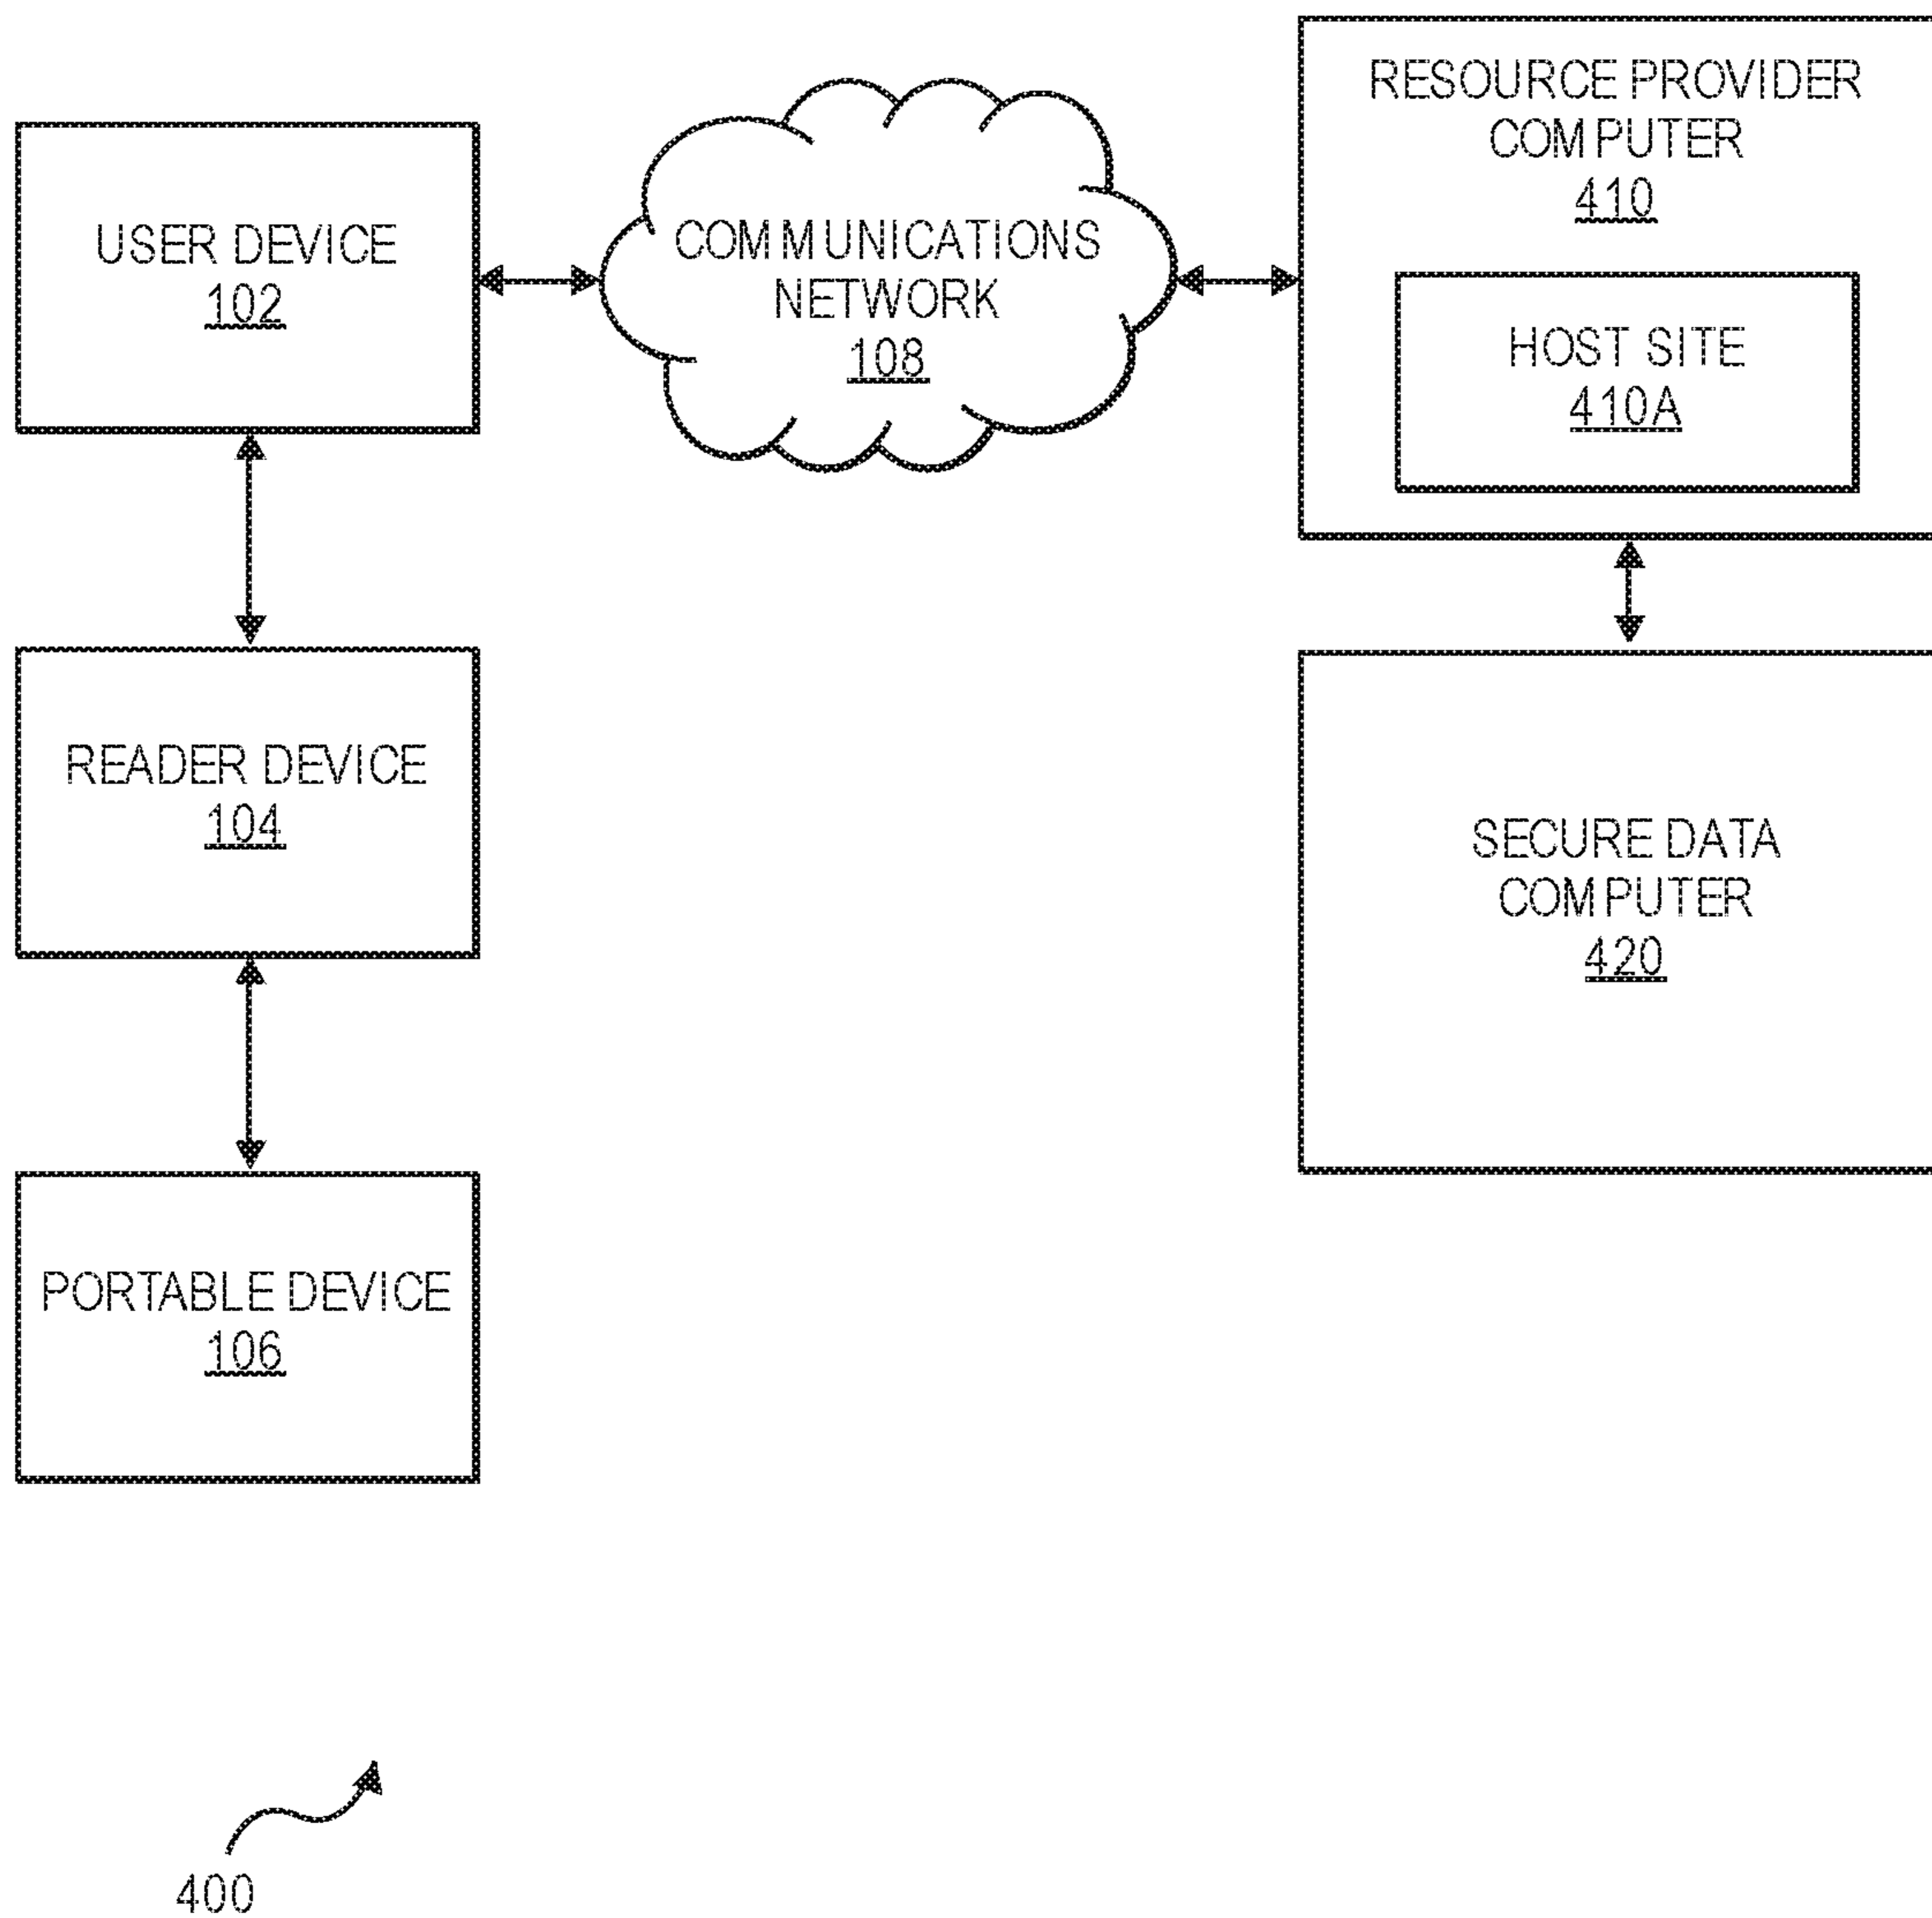 USER DEVICE
102
COMMUNICATIONS
NETWORK
108
RESOURCE PROVIDER
COMPUTER
410
HOST SITE
410A
READER DEVICE
104
SECURE DATA
COMPUTER
420
PORTABLE DEVICE
106
400